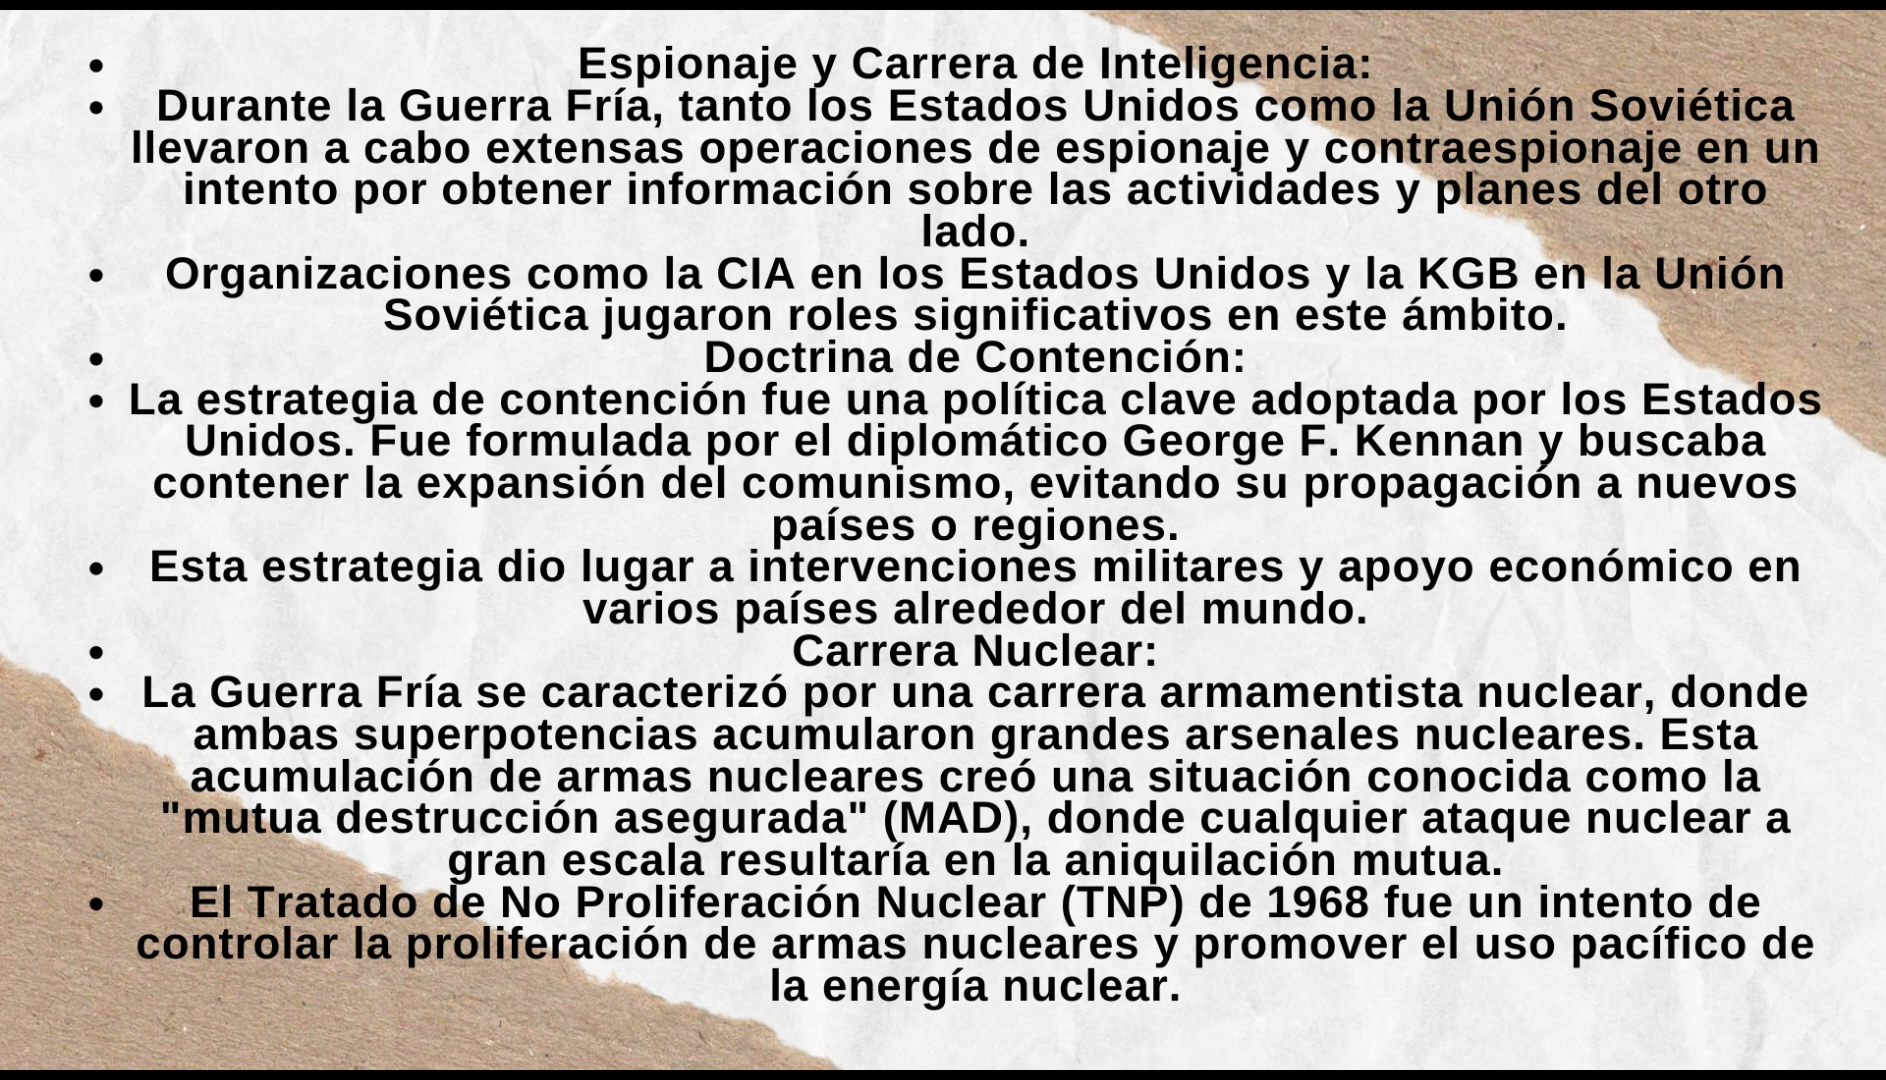 • Espionaje y Carrera de Inteligencia:
• Durante la Guerra Fría, tanto los Estados Unidos como la Unión Soviética
llevaron a cabo extensas operaciones de espionaje y contraespionaje en un
intento por obtener información sobre las actividades y planes del otro
lado.
• Organizaciones como la CIA en los Estados Unidos y la KGB en la Unión
Soviética jugaron roles significativos en este ámbito.
• Doctrina de Contención:
• La estrategia de contención fue una política clave adoptada por los Estados
Unidos. Fue formulada por el diplomático George F. Kennan y buscaba
contener la expansión del comunismo, evitando su propagación a nuevos
países o regiones.
• Esta estrategia dio lugar a intervenciones militares y apoyo económico en
varios países alrededor del mundo.
• Carrera Nuclear:
• La Guerra Fría se caracterizó por una carrera armamentista nuclear, donde
ambas superpotencias acumularon grandes arsenales nucleares. Esta
acumulación de armas nucleares creó una situación conocida como la
"mutua destrucción asegurada" (MAD), donde cualquier ataque nuclear a
gran escala resultaría en la aniquilación mutua.
• El Tratado de No Proliferación Nuclear (TNP) de 1968 fue un intento de
controlar la proliferación de armas nucleares y promover el uso pacífico de
la energía nuclear.